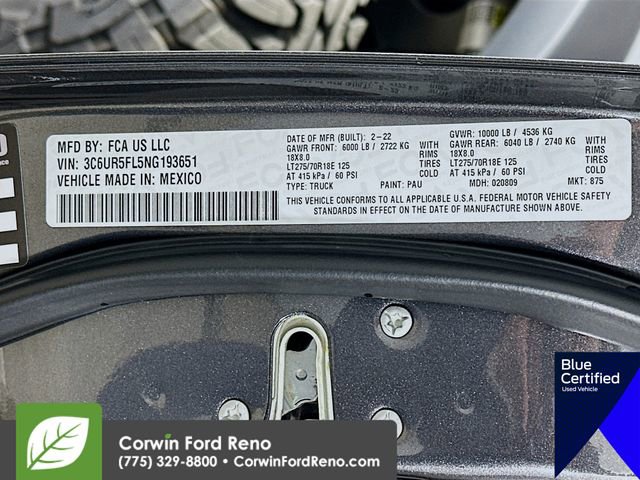 MFD BY: FCA US LLC
VIN: 3C6UR5FL5NG193651
VEHICLE MADE IN: MEXICO
DATE OF MFR (BUILT): 2-22
GAWR FRONT: 6000 LB / 2722 KG WITH
18X8.0 RIMS
LT275/70R18E 125 TIRES
AT 415 kPa / 60 PSI COLD
TYPE: TRUCK PAINT: PAU
GVWR: 10000 LB / 4536 KG
GAWR REAR: 6040 LB / 2740 KG WITH
18X8.0 RIMS
LT275/70R18E 125 TIRES
AT 415 kPa / 60 PSI COLD
MDH: 020809 MKT: 875
THIS VEHICLE CONFORMS TO ALL APPLICABLE U.S.A. FEDERAL MOTOR VEHICLE SAFETY
STANDARDS IN EFFECT ON THE DATE OF MANUFACTURE SHOWN ABOVE.
Blue
Certified
Used Vehicle
Corwin Ford Reno
(775) 329-8800 • CorwinFordReno.com